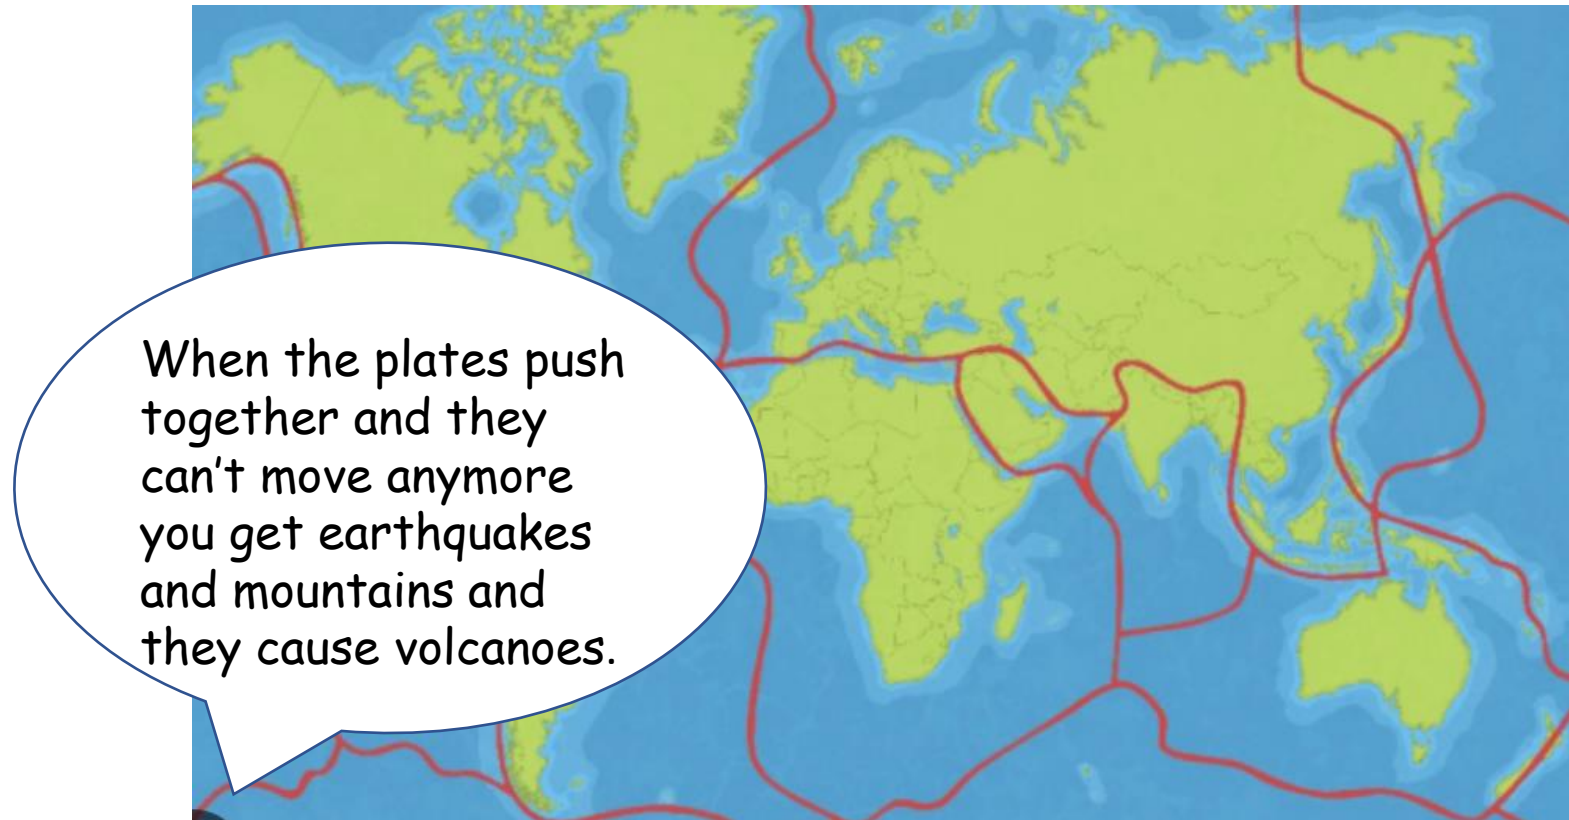 When the plates push
together and they
can't move anymore
you get earthquakes
and mountains and
they cause volcanoes.